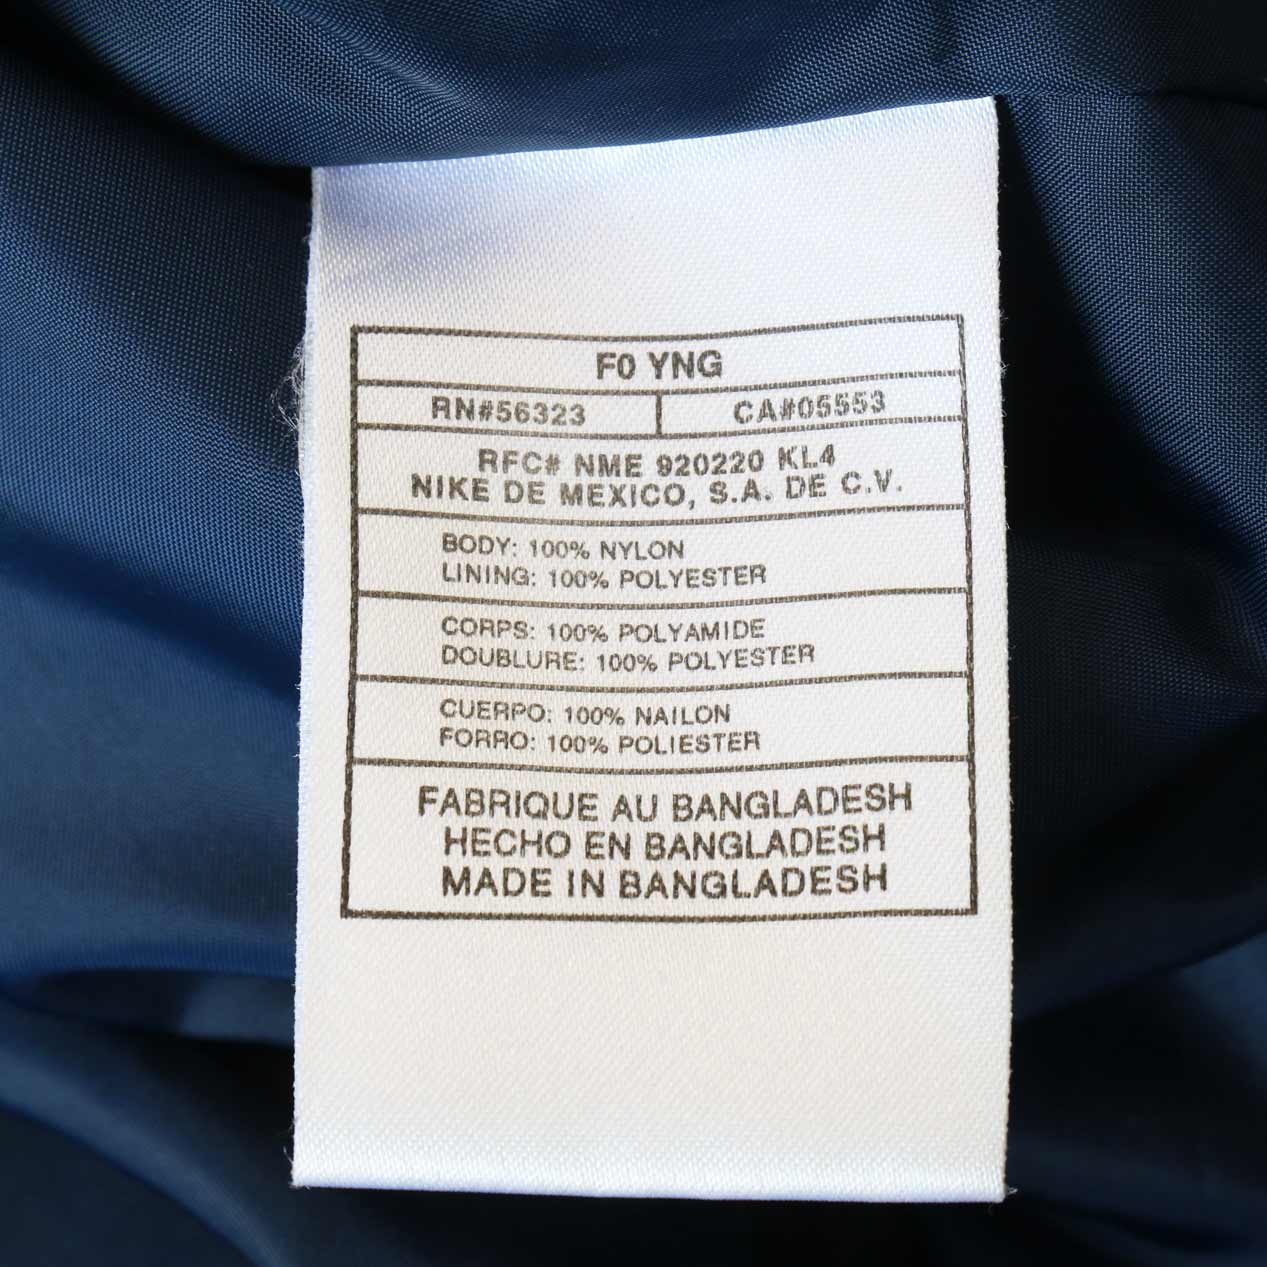 F0 YNG
RN#56323 CA#05553
RFC# NME 920220 KL4
NIKE DE MEXICO, S.A. DE C.V.
BODY: 100% NYLON
LINING: 100% POLYESTER
CORPS: 100% POLYAMIDE
DOUBLURE: 100% POLYESTER
CUERPO: 100% NAILON
FORRO: 100% POLIESTER
FABRIQUE AU BANGLADESH
HECHO EN BANGLADESH
MADE IN BANGLADESH